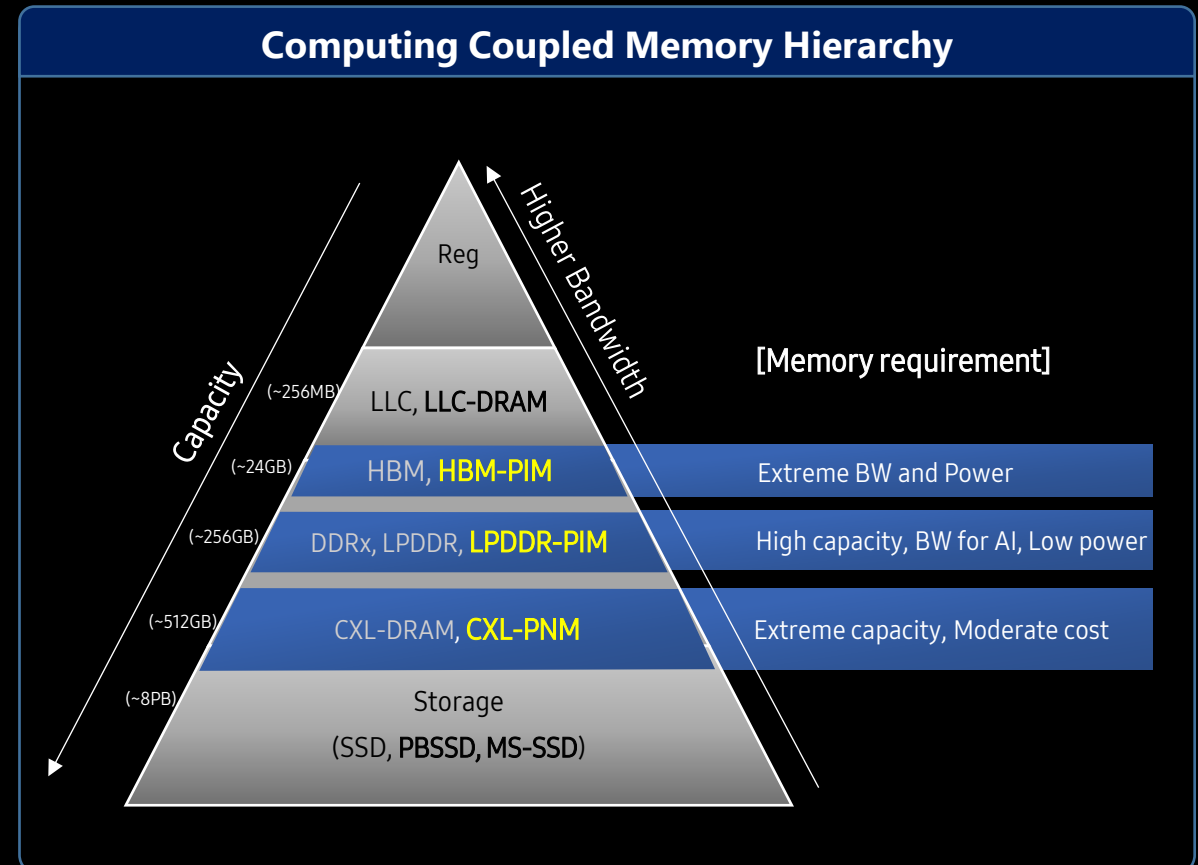 Computing Coupled Memory Hierarchy
Capacity
Higher Bandwidth
Reg
[Memory requirement]
(~256MB)
LLC, LLC-DRAM
(~24GB)
HBM, HBM-PIM
Extreme BW and Power
(~256GB)
DDRx, LPDDR, LPDDR-PIM
High capacity, BW for AI, Low power
(~512GB)
CXL-DRAM, CXL-PNM
Extreme capacity, Moderate cost
(~8PB)
Storage
(SSD, PBSSD, MS-SSD)